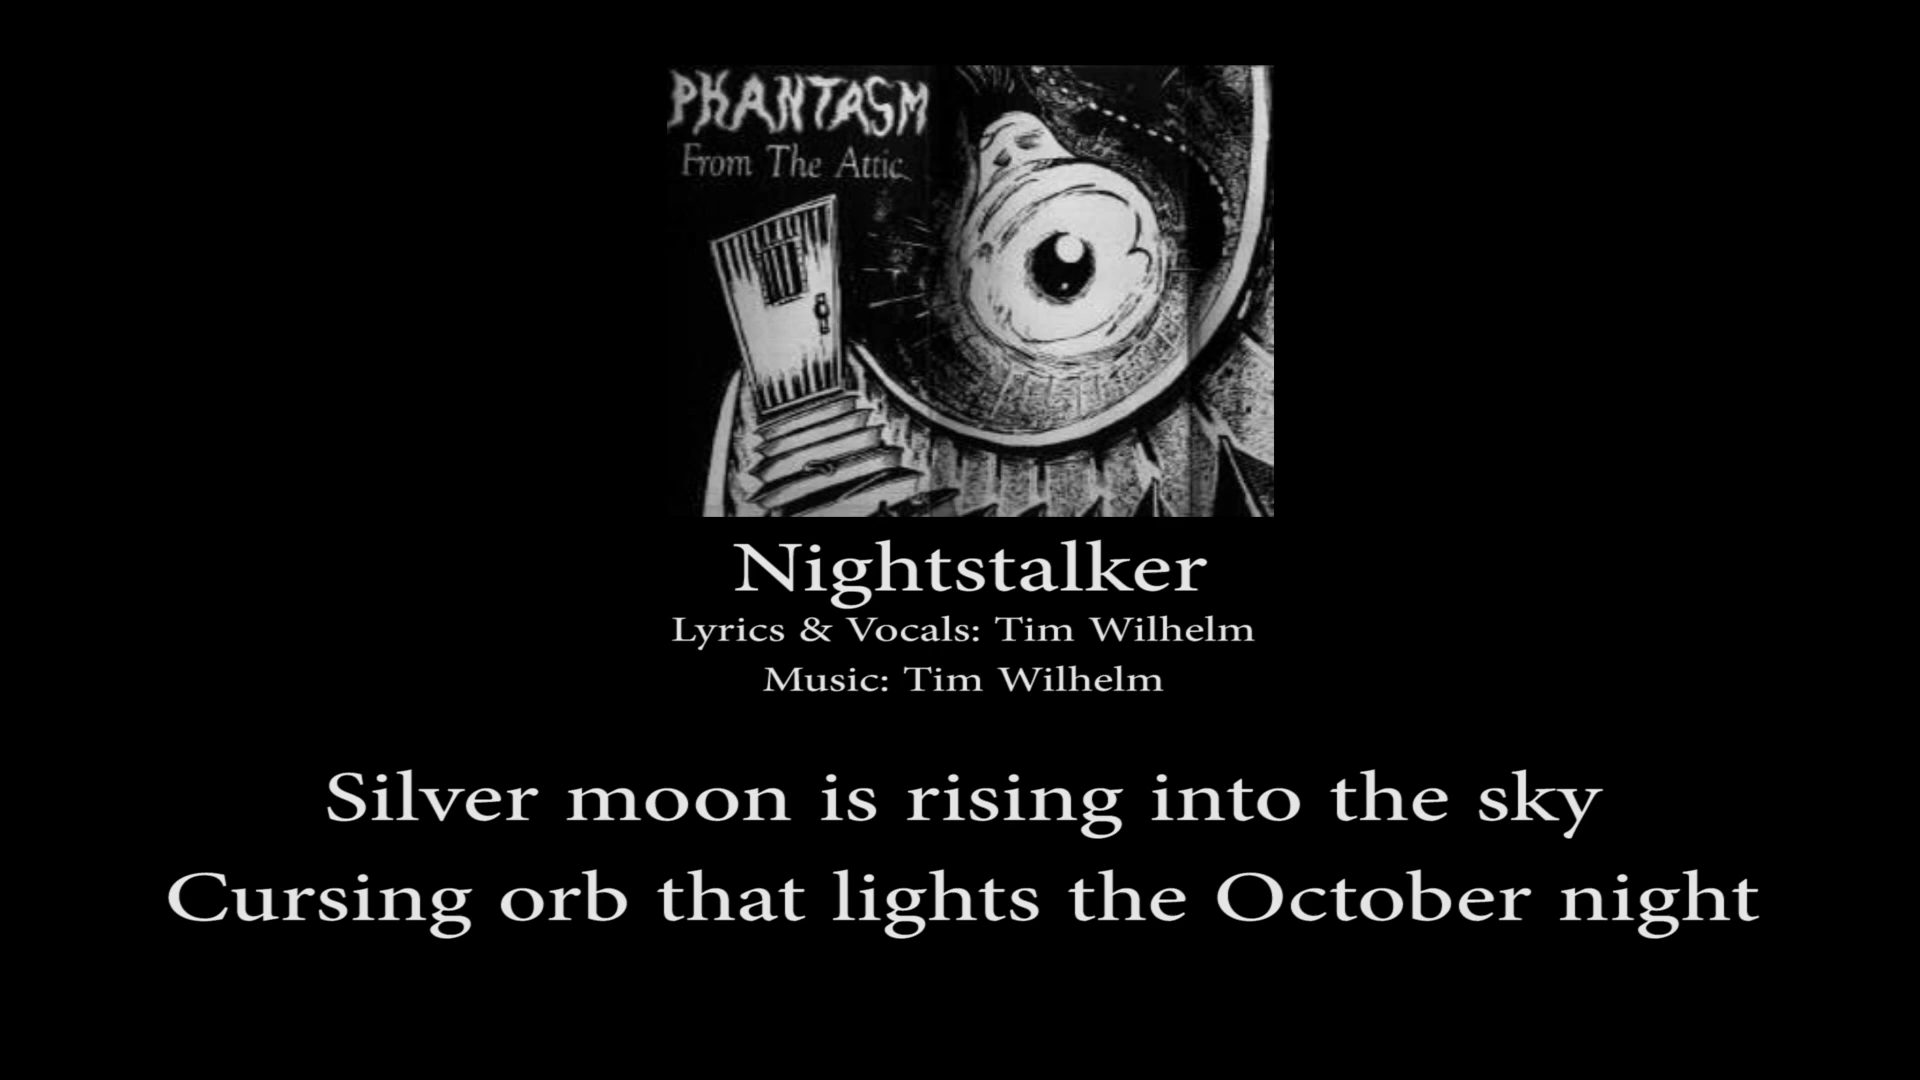 PHANTASM
From The Attic
Nightstalker
Lyrics & Vocals: Tim Wilhelm
Music: Tim Wilhelm
Silver moon is rising into the sky
Cursing orb that lights the October night